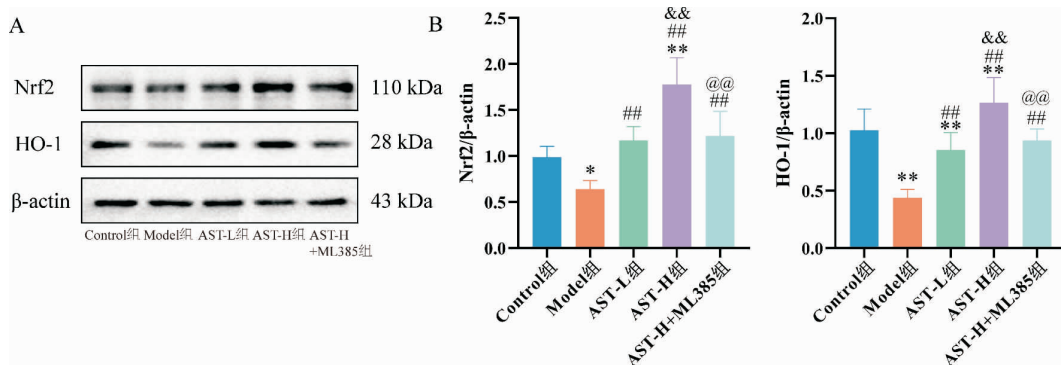 A
Nrf2
110 kDa
HO-1
28 kDa
β-actin
43 kDa
Control组 Model组 AST-L组 AST-H组 AST-H
+ML385组
B
Nrf2/β-actin
2.5
2.0
1.5
1.0
0.5
0.0
*
##
&&
##
**
@@
##
Control组
Model组
AST-L组
AST-H组
AST-H+ML385组
HO-1/β-actin
2.0
1.5
1.0
0.5
0.0
**
##
**
&&
##
**
@@
##
Control组
Model组
AST-L组
AST-H组
AST-H+ML385组